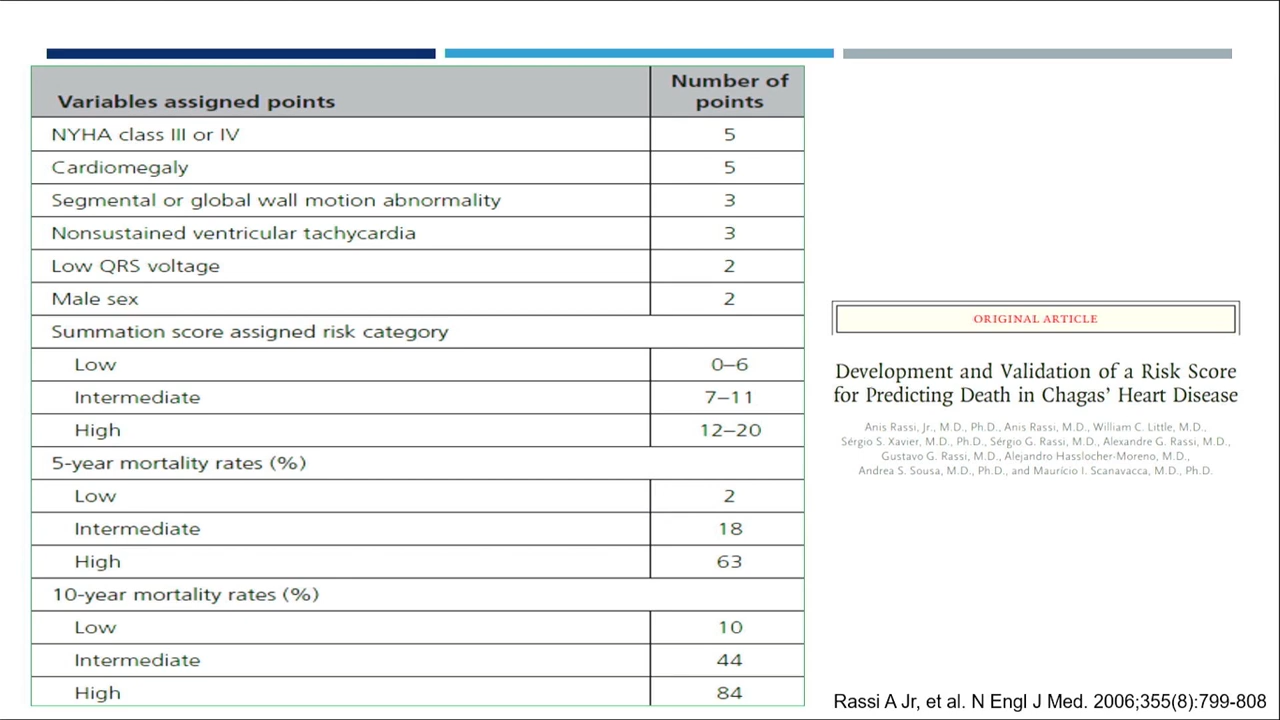 Variables assigned points Number of points
NYHA class III or IV 5
Cardiomegaly 5
Segmental or global wall motion abnormality 3
Nonsustained ventricular tachycardia 3
Low QRS voltage 2
Male sex 2
Summation score assigned risk category
Low 0–6
Intermediate 7–11
High 12–20
5-year mortality rates (%)
Low 2
Intermediate 18
High 63
10-year mortality rates (%)
Low 10
Intermediate 44
High 84
ORIGINAL ARTICLE
Development and Validation of a Risk Score
for Predicting Death in Chagas’ Heart Disease
Anis Rassi, Jr., M.D., Ph.D., Anis Rassi, M.D., William C. Little, M.D.,
Sérgio S. Xavier, M.D., Ph.D., Sérgio G. Rassi, M.D., Alexandre G. Rassi, M.D.,
Gustavo G. Rassi, M.D., Alejandro Hasslocher-Moreno, M.D.,
Andrea S. Sousa, M.D., Ph.D., and Maurício I. Scanavacca, M.D., Ph.D.
Rassi A Jr, et al. N Engl J Med. 2006;355(8):799-808